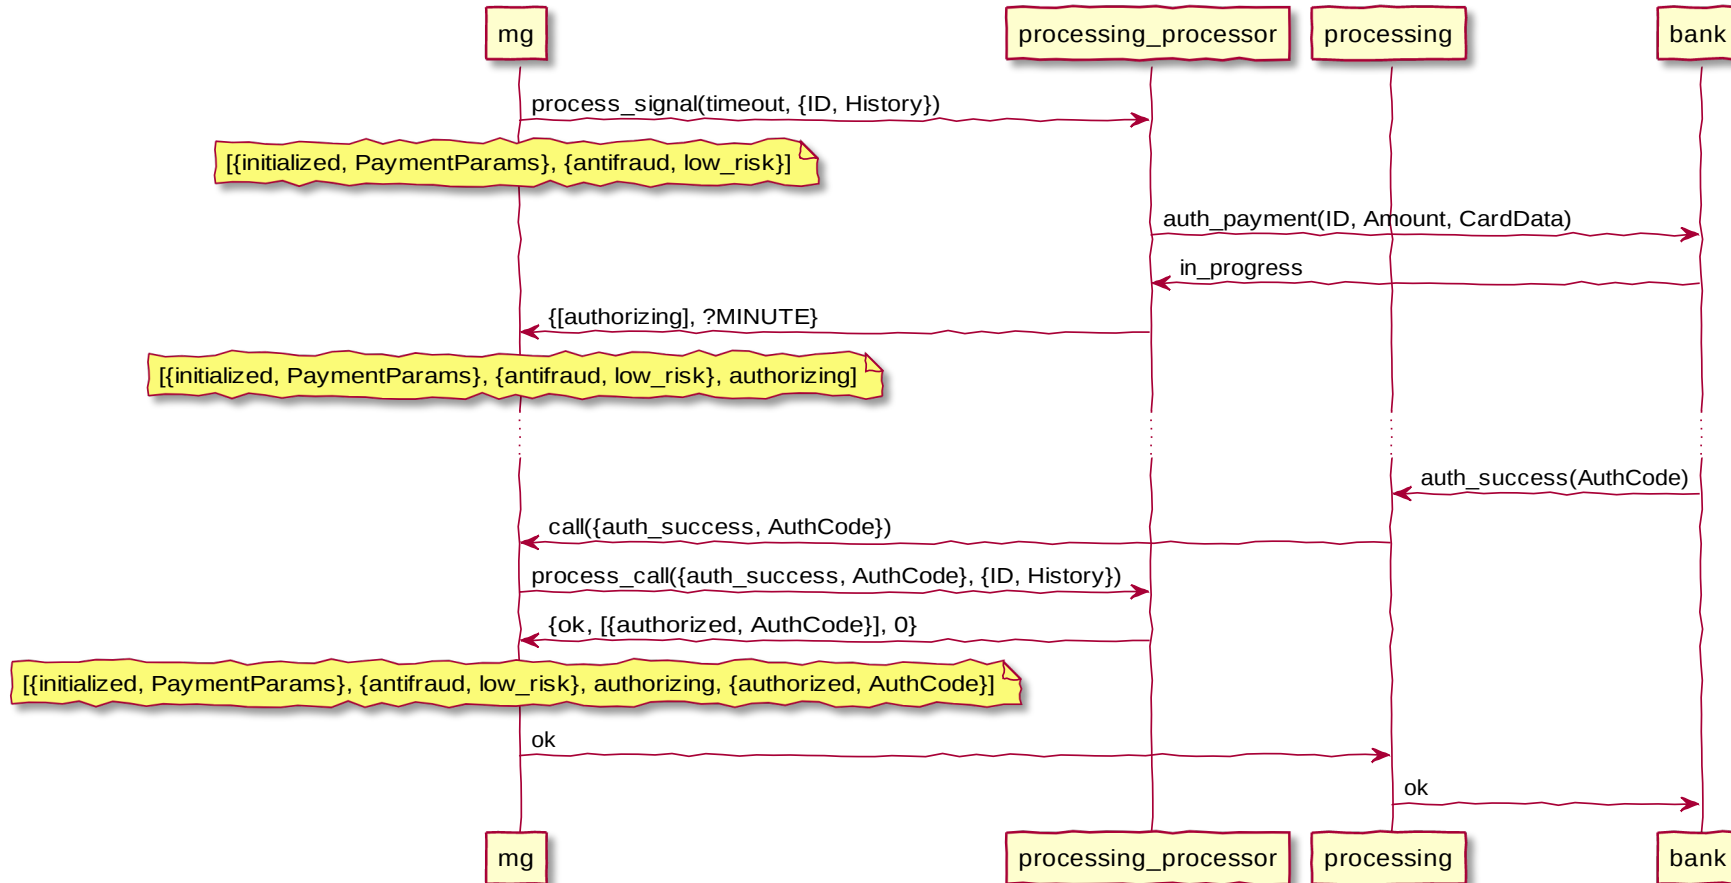 mg
processing_processor
processing
bank
process_signal(timeout, {ID, History})
[{initialized, PaymentParams}, {antifraud, low_risk}]
auth_payment(ID, Amount, CardData)
in_progress
{[authorizing], ?MINUTE}
[{initialized, PaymentParams}, {antifraud, low_risk}, authorizing]
auth_success(AuthCode)
call({auth_success, AuthCode})
process_call({auth_success, AuthCode}, {ID, History})
{ok, [{authorized, AuthCode}], 0}
[{initialized, PaymentParams}, {antifraud, low_risk}, authorizing, {authorized, AuthCode}]
ok
ok
mg
processing_processor
processing
bank